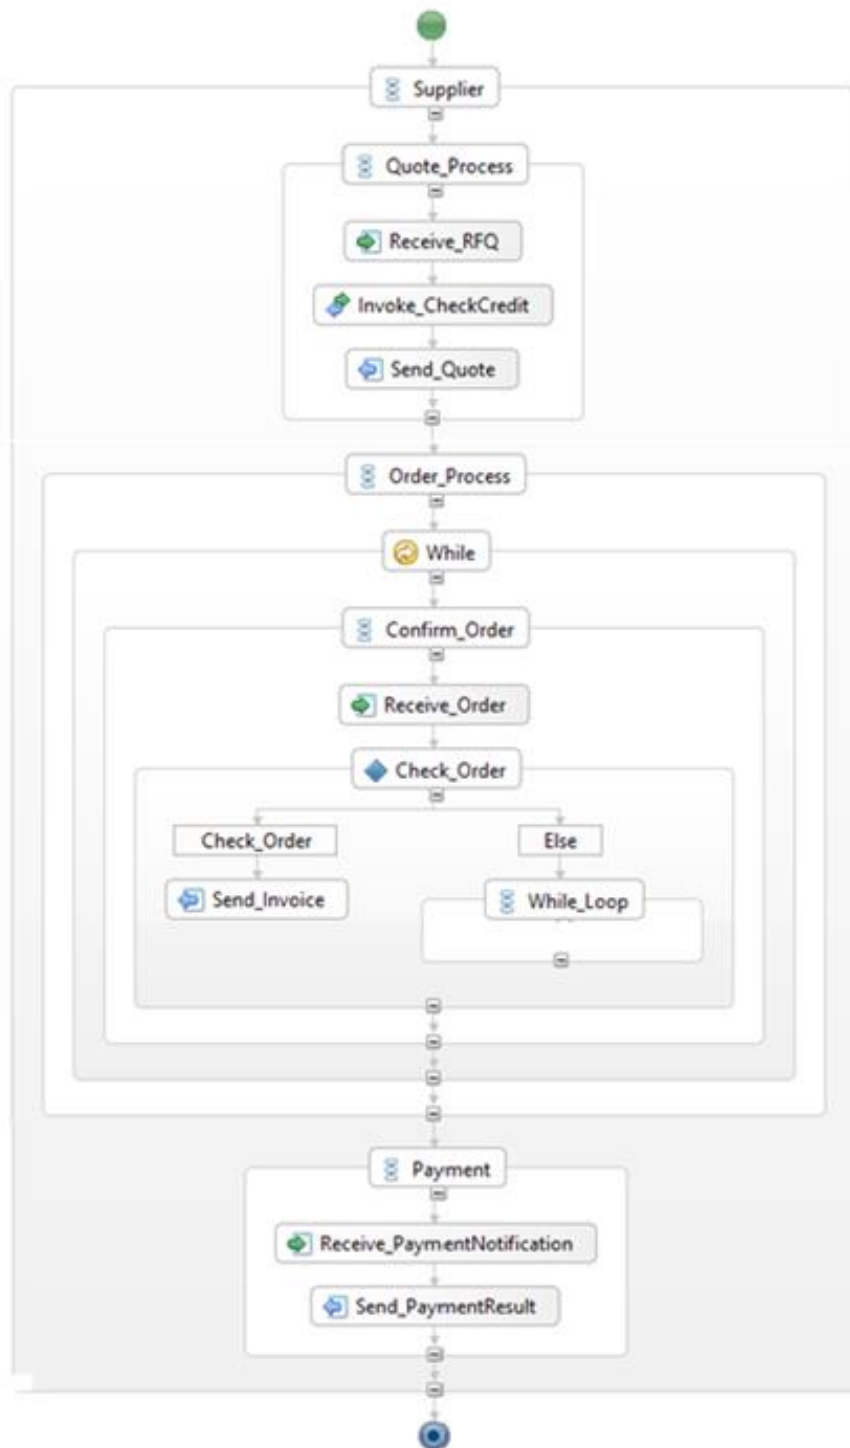 Supplier
Quote_Process
Receive_RFQ
Invoke_CheckCredit
Send_Quote
Order_Process
While
Confirm_Order
Receive_Order
Check_Order
Check_Order
Else
Send_Invoice
While_Loop
Payment
Receive_PaymentNotification
Send_PaymentResult